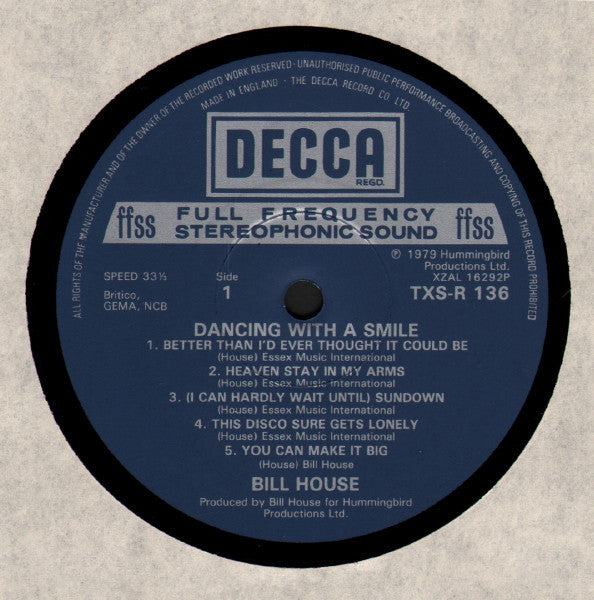 ALL RIGHTS OF THE MANUFACTURER AND OF THE OWNER OF THE RECORDED WORK RESERVED · UNAUTHORISED PUBLIC PERFORMANCE BROADCASTING AND COPYING OF THIS RECORD PROHIBITED
MADE IN ENGLAND · THE DECCA RECORD CO. LTD.
DECCA
REGD.
ffss FULL FREQUENCY ffss
STEREOPHONIC SOUND
℗ 1979 Hummingbird
Productions Ltd.
SPEED 33⅓ Side XZAL 16292P
Britico, 1 TXS-R 136
GEMA, NCB
DANCING WITH A SMILE
1. BETTER THAN I'D EVER THOUGHT IT COULD BE
(House) Essex Music International
2. HEAVEN STAY IN MY ARMS
(House) Essex Music International
3. (I CAN HARDLY WAIT UNTIL) SUNDOWN
(House) Essex Music International
4. THIS DISCO SURE GETS LONELY
(House) Essex Music International
5. YOU CAN MAKE IT BIG
(House) Bill House
BILL HOUSE
Produced by Bill House for Hummingbird
Productions Ltd.